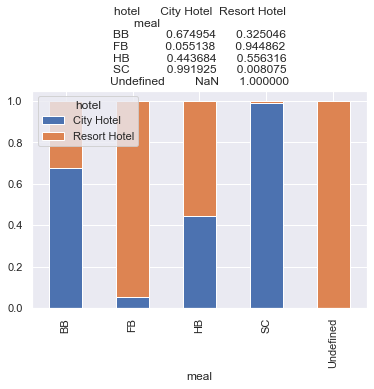 hotel City Hotel Resort Hotel
meal
BB 0.674954 0.325046
FB 0.055138 0.944862
HB 0.443684 0.556316
SC 0.991925 0.008075
Undefined NaN 1.000000
1.0
0.8
0.6
0.4
0.2
0.0
hotel
City Hotel
Resort Hotel
BB
FB
HB
SC
Undefined
meal